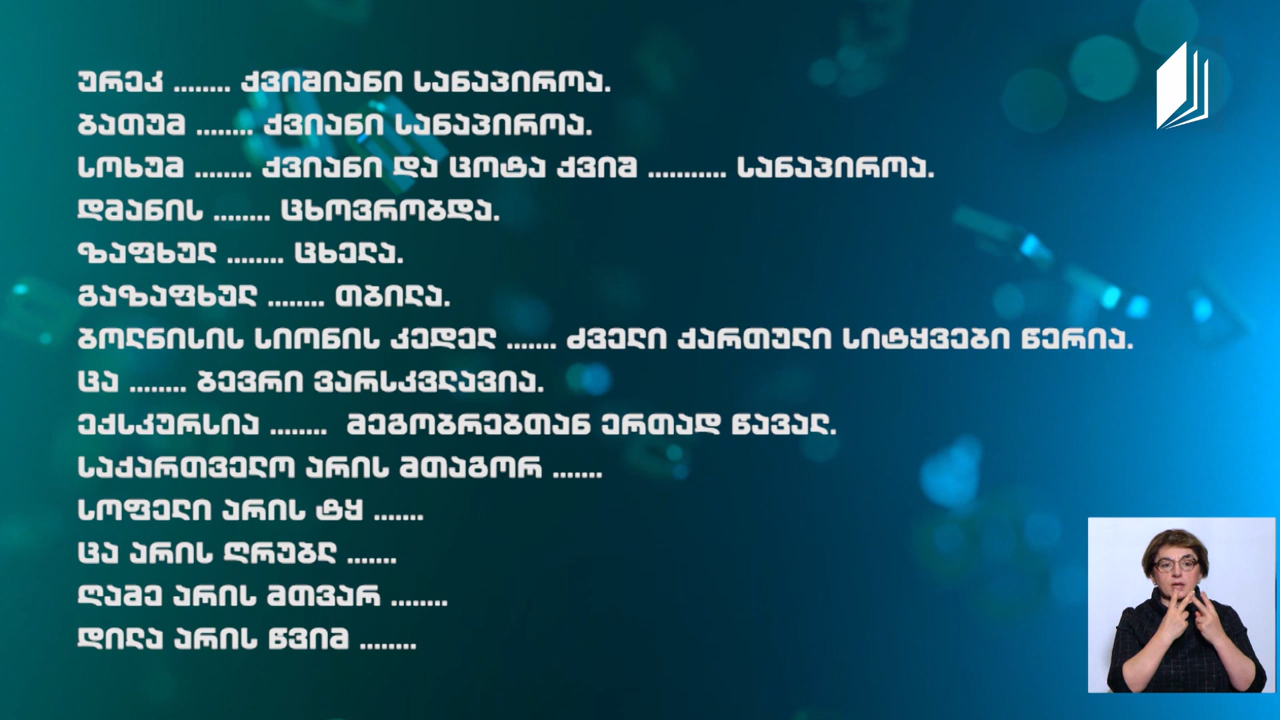 ურეკ ........ ქვიშიანი სანაპიროა.
ბათუმ ........ ქვიანი სანაპიროა.
სოხუმ ........ ქვიანი და ცოტა ქვიშ ........... სანაპიროა.
დმანის ........ ცხოვრობდა.
ზაფხულ ........ ცხელა.
გაზაფხულ ........ თბილა.
ბოლნისის სიონის კედელ ....... ძველი ქართული სიტყვები წერია.
ცა ........ ბევრი ვარსკვლავია.
ექსკურსია ........ მეგობრებთან ერთად წავალ.
საქართველო არის მთაგორ .......
სოფელი არის ტყ .......
ცა არის ღრუბლ .......
ღამე არის მთვარ ........
დილა არის წვიმ ........